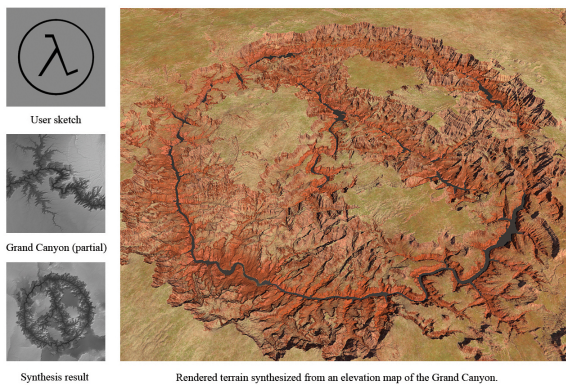 User sketch
Grand Canyon (partial)
Synthesis result
Rendered terrain synthesized from an elevation map of the Grand Canyon.